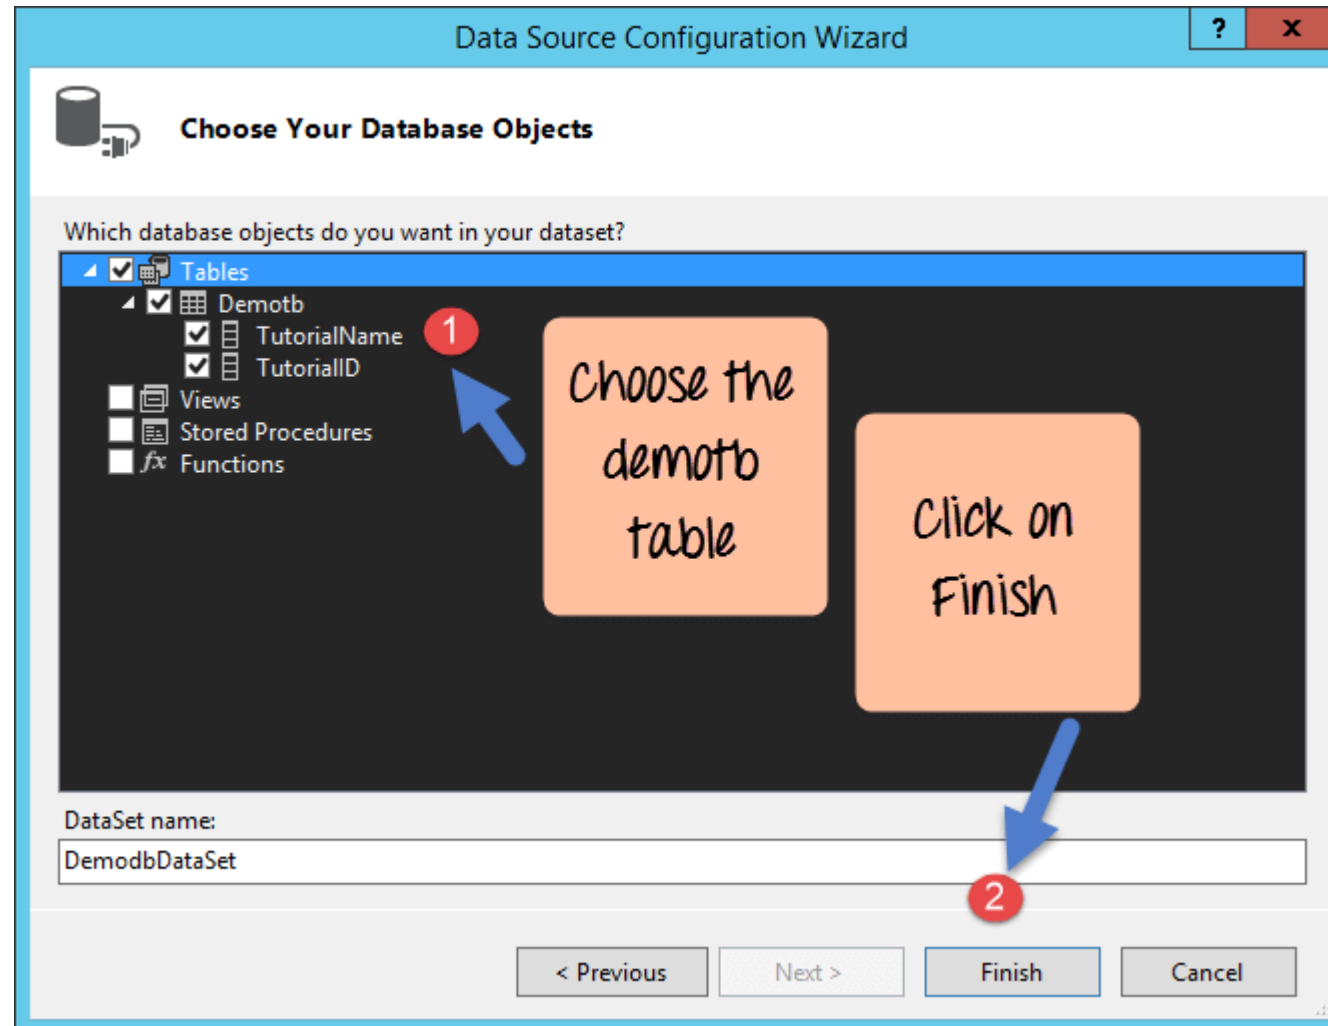 Data Source Configuration Wizard
?
x
Choose Your Database Objects
Which database objects do you want in your dataset?
Tables
Demotb
TutorialName
1
TutorialID
Views
Stored Procedures
fx Functions
Choose the
demotb
table
Click on
Finish
DataSet name:
DemodbDataSet
2
< Previous
Next >
Finish
Cancel